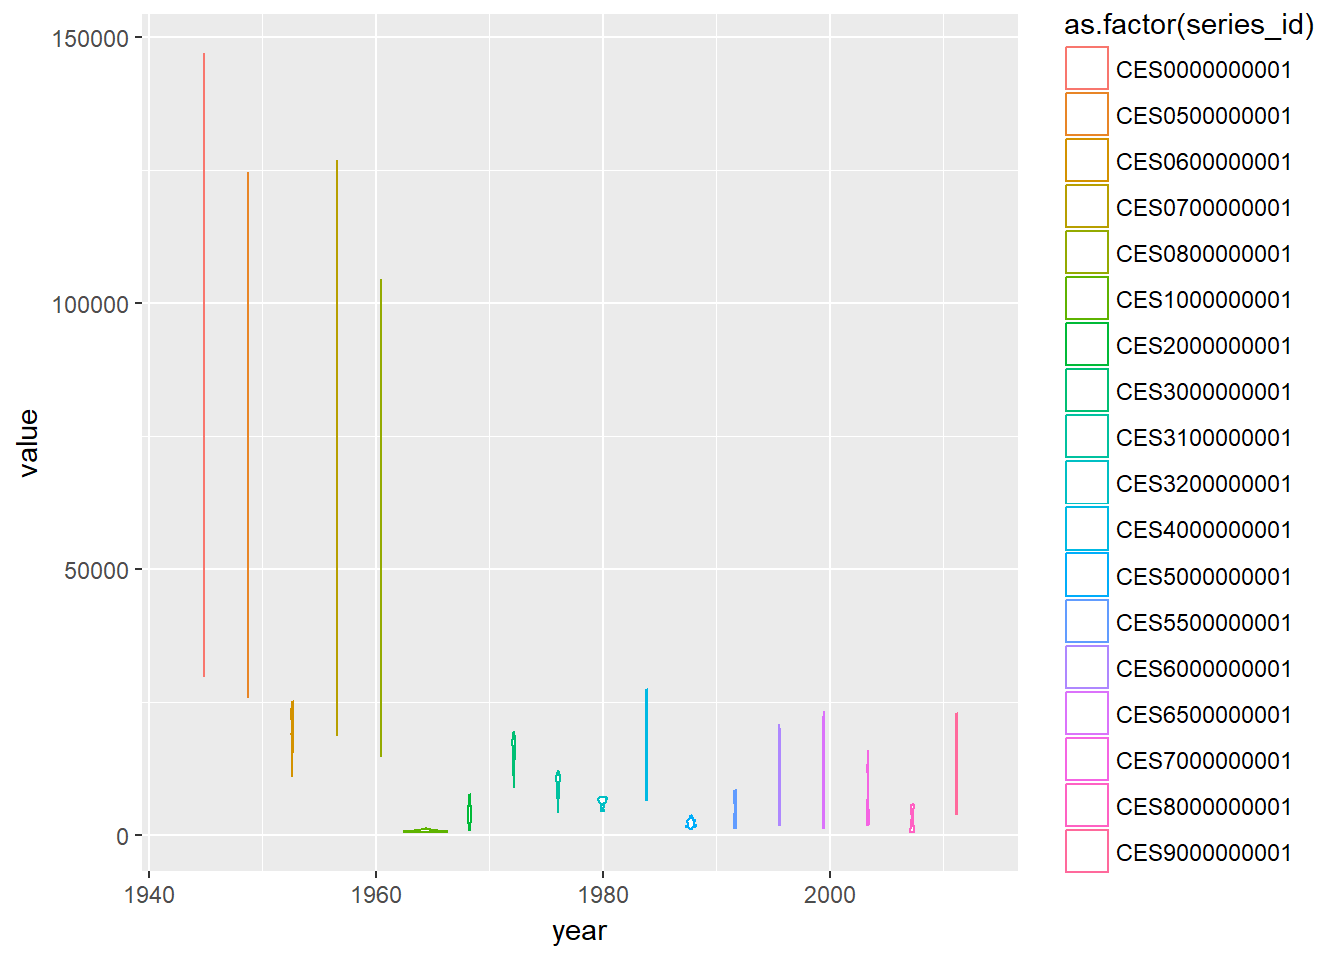 as.factor(series_id)
150000
100000
50000
0
value
1940 1960 1980 2000
year
CES0000000001
CES0500000001
CES0600000001
CES0700000001
CES0800000001
CES1000000001
CES2000000001
CES3000000001
CES3100000001
CES3200000001
CES4000000001
CES5000000001
CES5500000001
CES6000000001
CES6500000001
CES7000000001
CES8000000001
CES9000000001